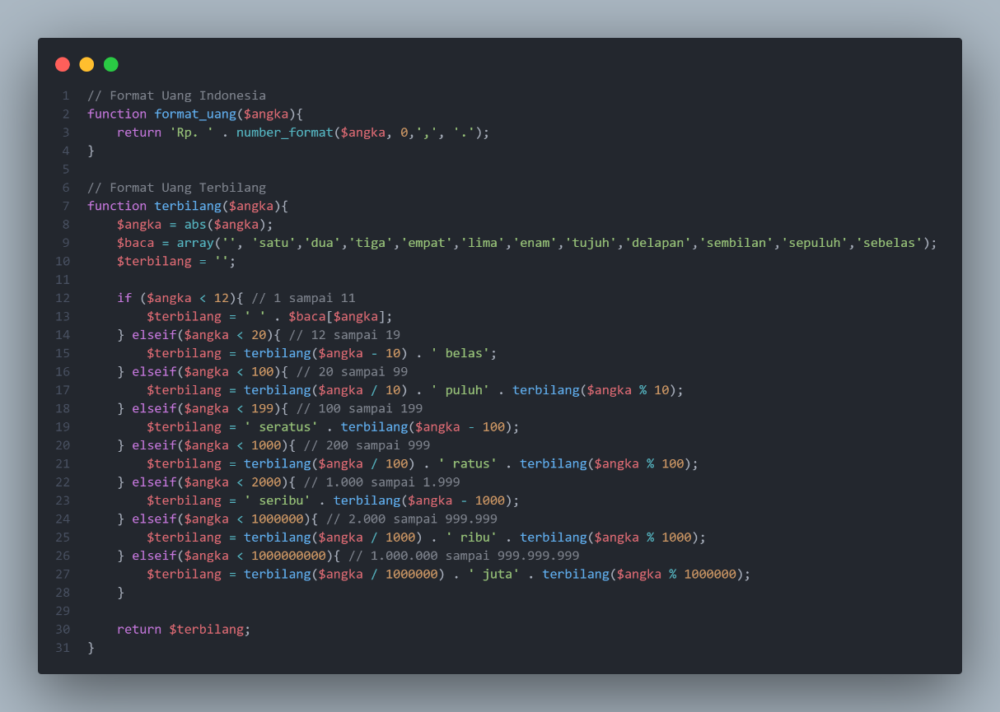 1 // Format Uang Indonesia
2 function format_uang($angka){
3     return 'Rp. ' . number_format($angka, 0,',', '.');
4 }
5
6 // Format Uang Terbilang
7 function terbilang($angka){
8     $angka = abs($angka);
9     $baca = array('', 'satu','dua','tiga','empat','lima','enam','tujuh','delapan','sembilan','sepuluh','sebelas');
10     $terbilang = '';
11
12     if ($angka < 12){ // 1 sampai 11
13         $terbilang = ' ' . $baca[$angka];
14     } elseif($angka < 20){ // 12 sampai 19
15         $terbilang = terbilang($angka - 10) . ' belas';
16     } elseif($angka < 100){ // 20 sampai 99
17         $terbilang = terbilang($angka / 10) . ' puluh' . terbilang($angka % 10);
18     } elseif($angka < 199){ // 100 sampai 199
19         $terbilang = ' seratus' . terbilang($angka - 100);
20     } elseif($angka < 1000){ // 200 sampai 999
21         $terbilang = terbilang($angka / 100) . ' ratus' . terbilang($angka % 100);
22     } elseif($angka < 2000){ // 1.000 sampai 1.999
23         $terbilang = ' seribu' . terbilang($angka - 1000);
24     } elseif($angka < 1000000){ // 2.000 sampai 999.999
25         $terbilang = terbilang($angka / 1000) . ' ribu' . terbilang($angka % 1000);
26     } elseif($angka < 1000000000){ // 1.000.000 sampai 999.999.999
27         $terbilang = terbilang($angka / 1000000) . ' juta' . terbilang($angka % 1000000);
28     }
29
30     return $terbilang;
31 }